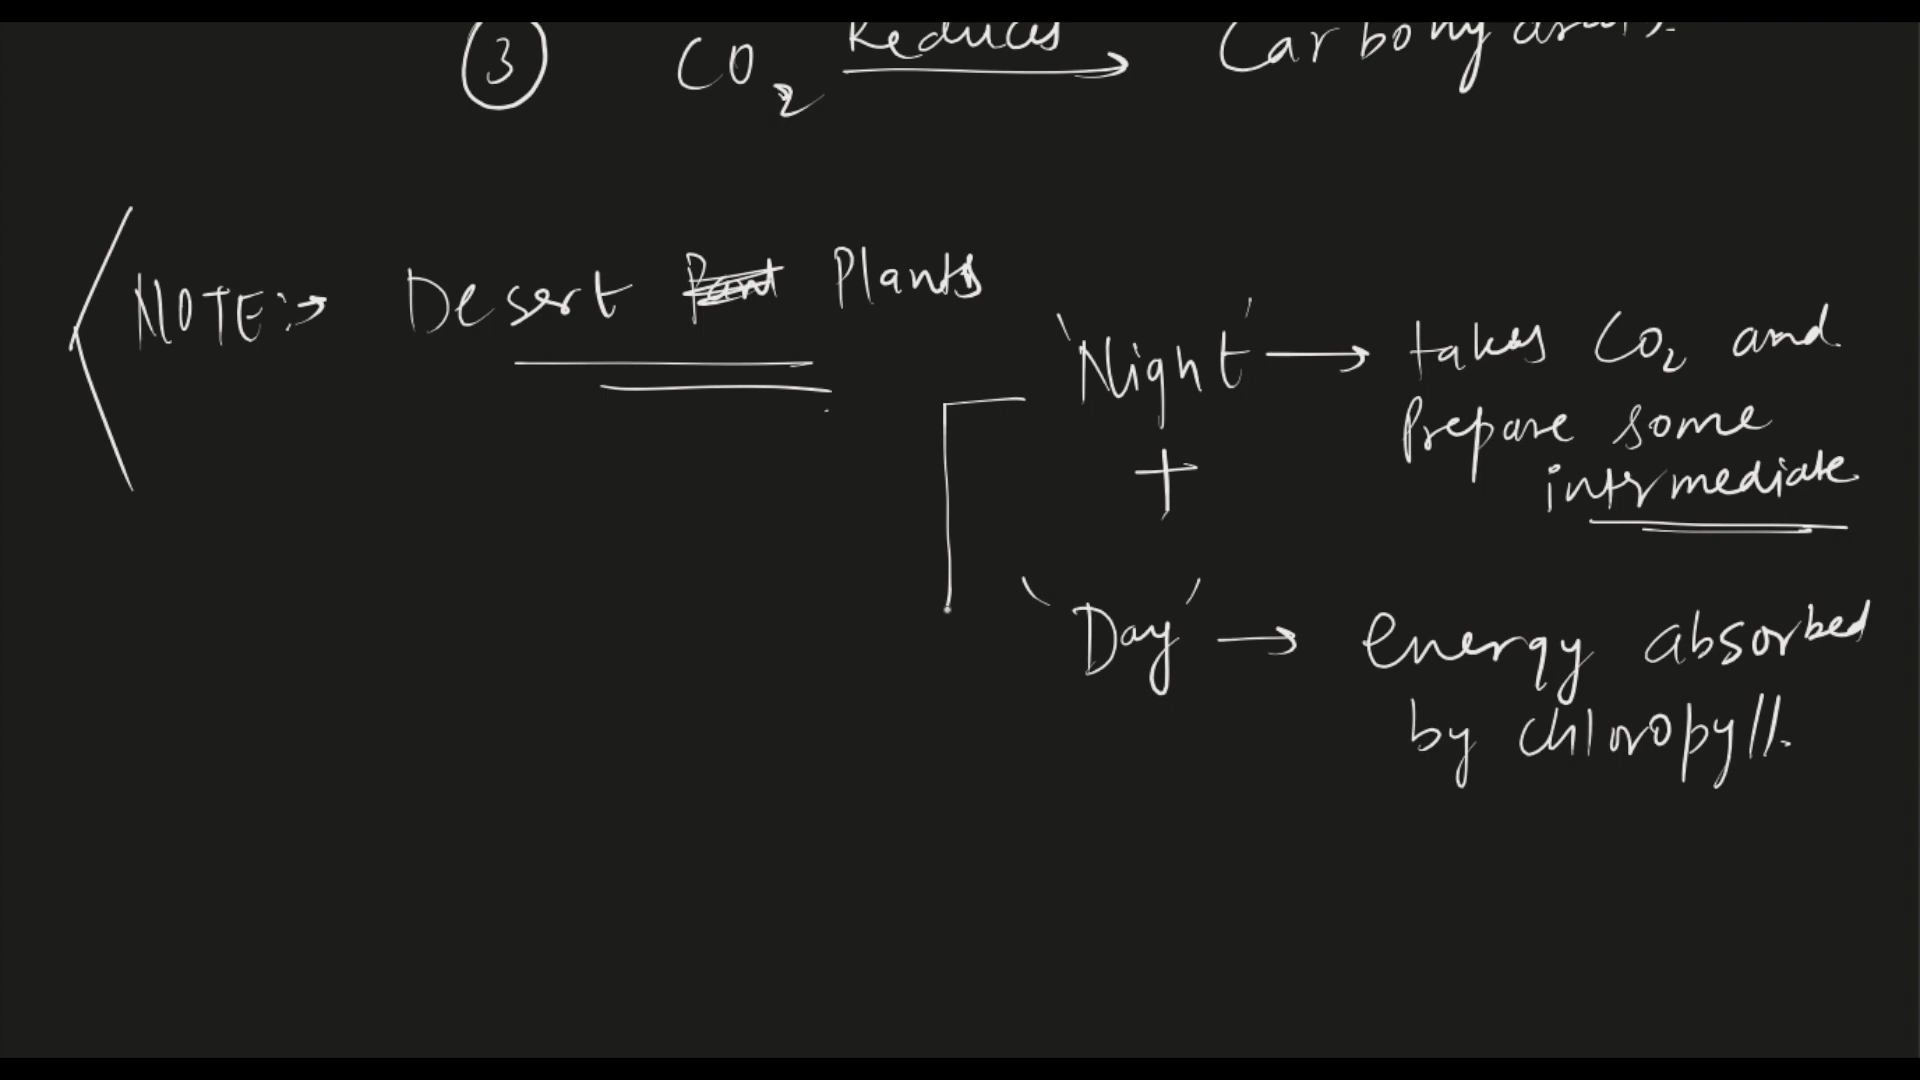 3 CO2 Reduces Carbohydrates.
NOTE:→ Desert Plants
'Night' → takes CO2 and
Prepare some
intermediate
+
'Day' → energy absorbed
by chloropyll.